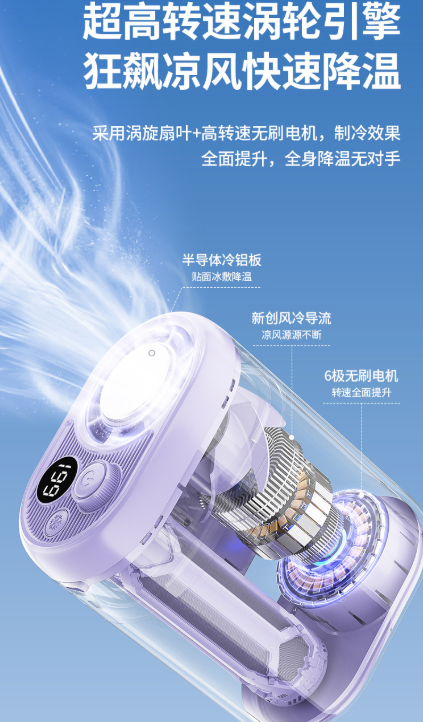 超高转速涡轮引擎
狂飙凉风快速降温
采用涡旋扇叶+高转速无刷电机，制冷效果
全面提升，全身降温无对手
半导体冷铝板
贴面冰敷降温
新创风冷导流
凉风源源不断
6极无刷电机
转速全面提升
199